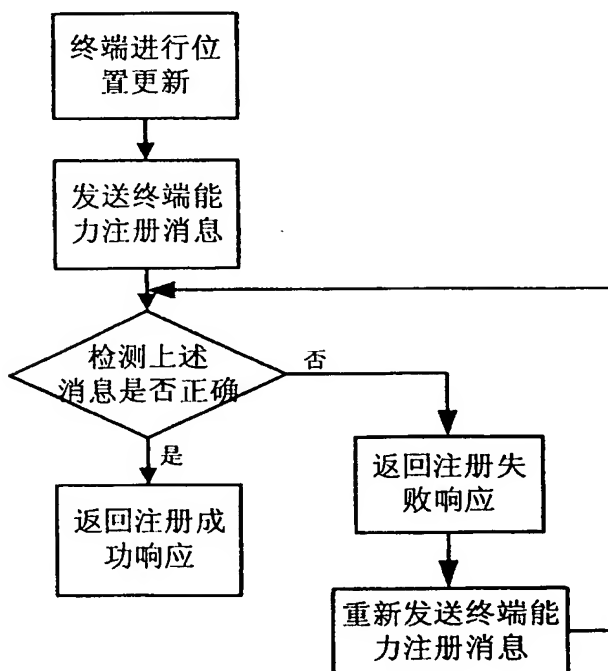 终端进行位
置更新
发送终端能
力注册消息
检测上述
消息是否正确
否
是
返回注册失
败响应
返回注册成
功响应
重新发送终端能
力注册消息